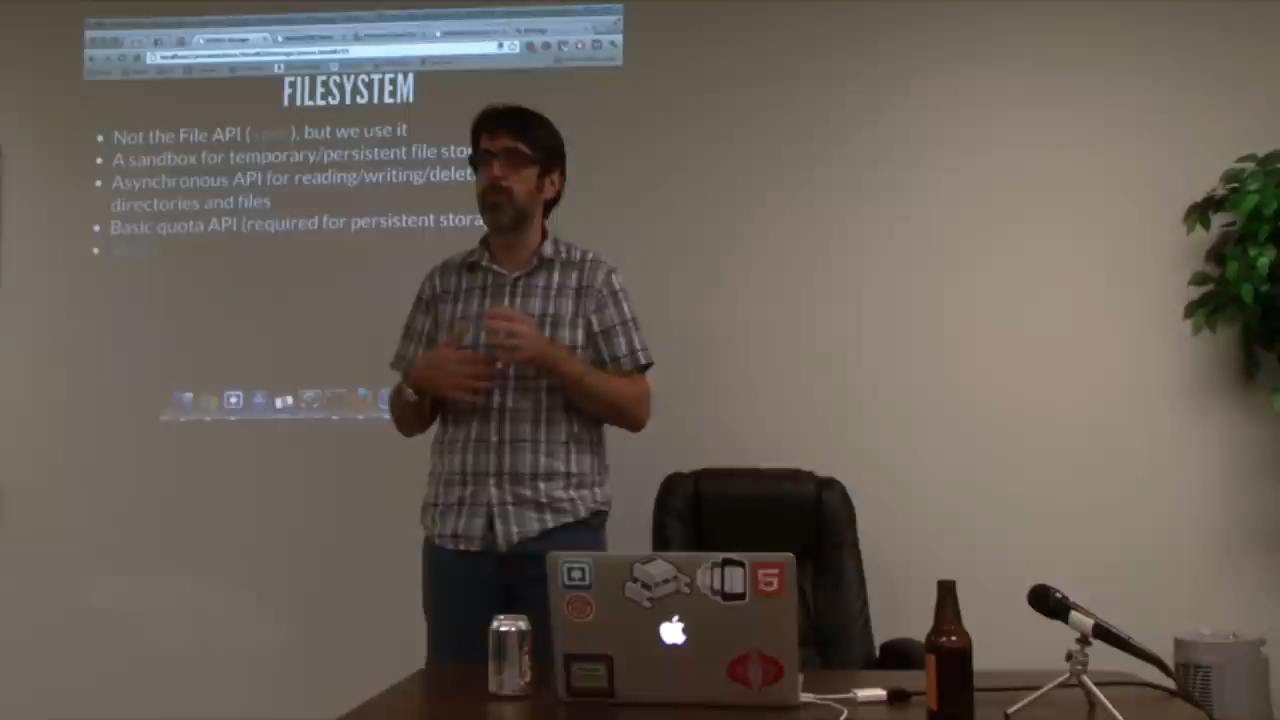 FILESYSTEM
Not the File API ( ), but we use it
A sandbox for temporary/persistent file sto
Asynchronous API for reading/writing/delet
directories and files
Basic quota API (required for persistent stora
5